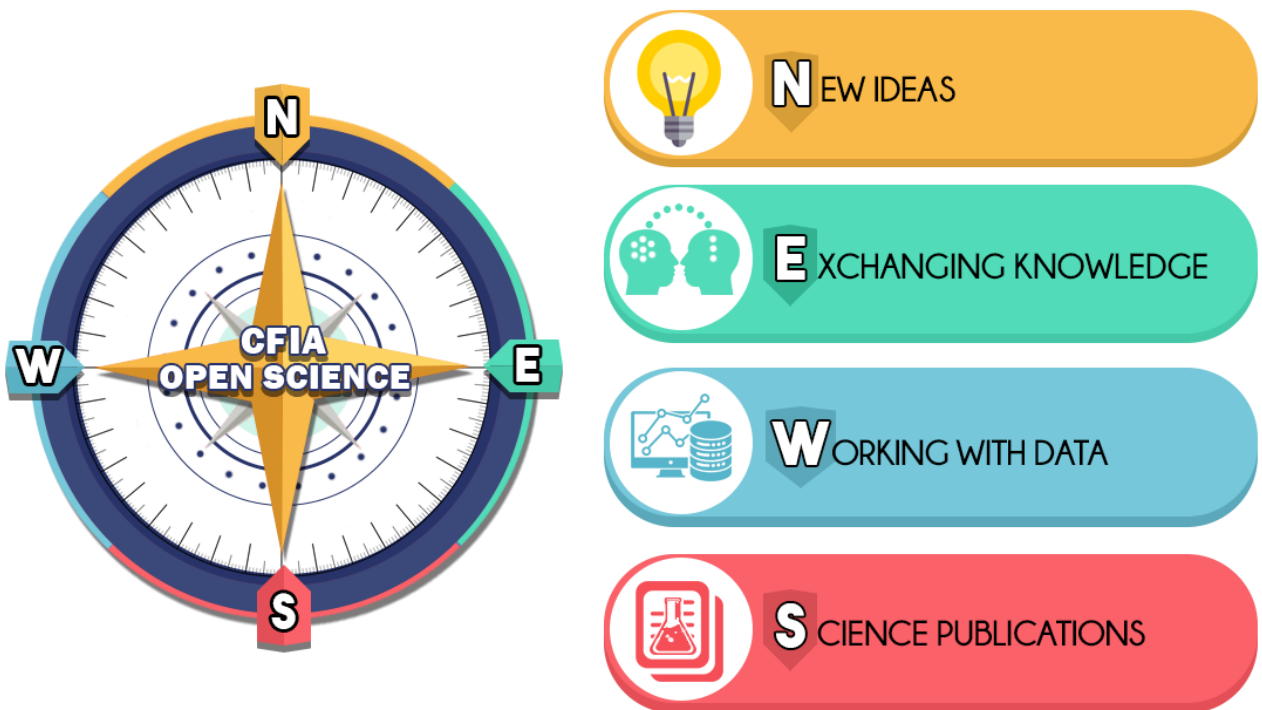 N
W
E
CFIA
OPEN SCIENCE
S
NEW IDEAS
EXCHANGING KNOWLEDGE
WORKING WITH DATA
SCIENCE PUBLICATIONS